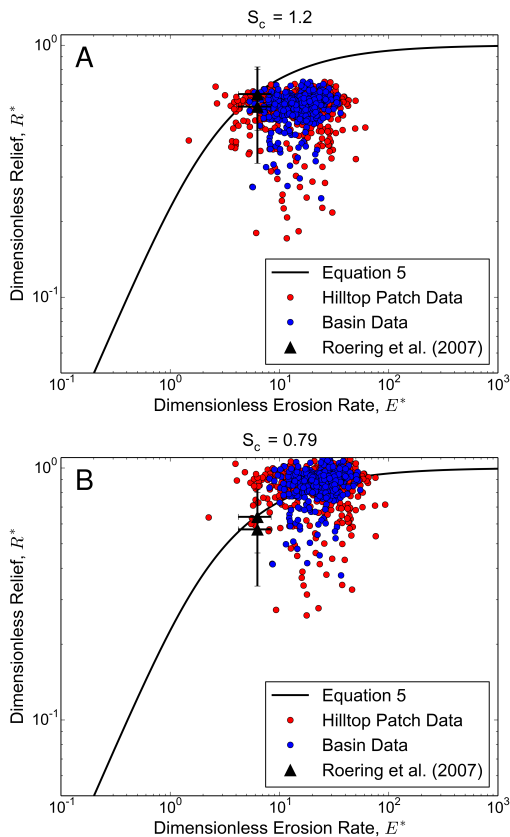 S_c = 1.2
A
10^0
10^-1
Dimensionless Relief, R*
Equation 5
Hilltop Patch Data
Basin Data
Roering et al. (2007)
10^-1 10^0 10^1 10^2 10^3
Dimensionless Erosion Rate, E*
S_c = 0.79
B
10^0
10^-1
Dimensionless Relief, R*
Equation 5
Hilltop Patch Data
Basin Data
Roering et al. (2007)
10^-1 10^0 10^1 10^2 10^3
Dimensionless Erosion Rate, E*